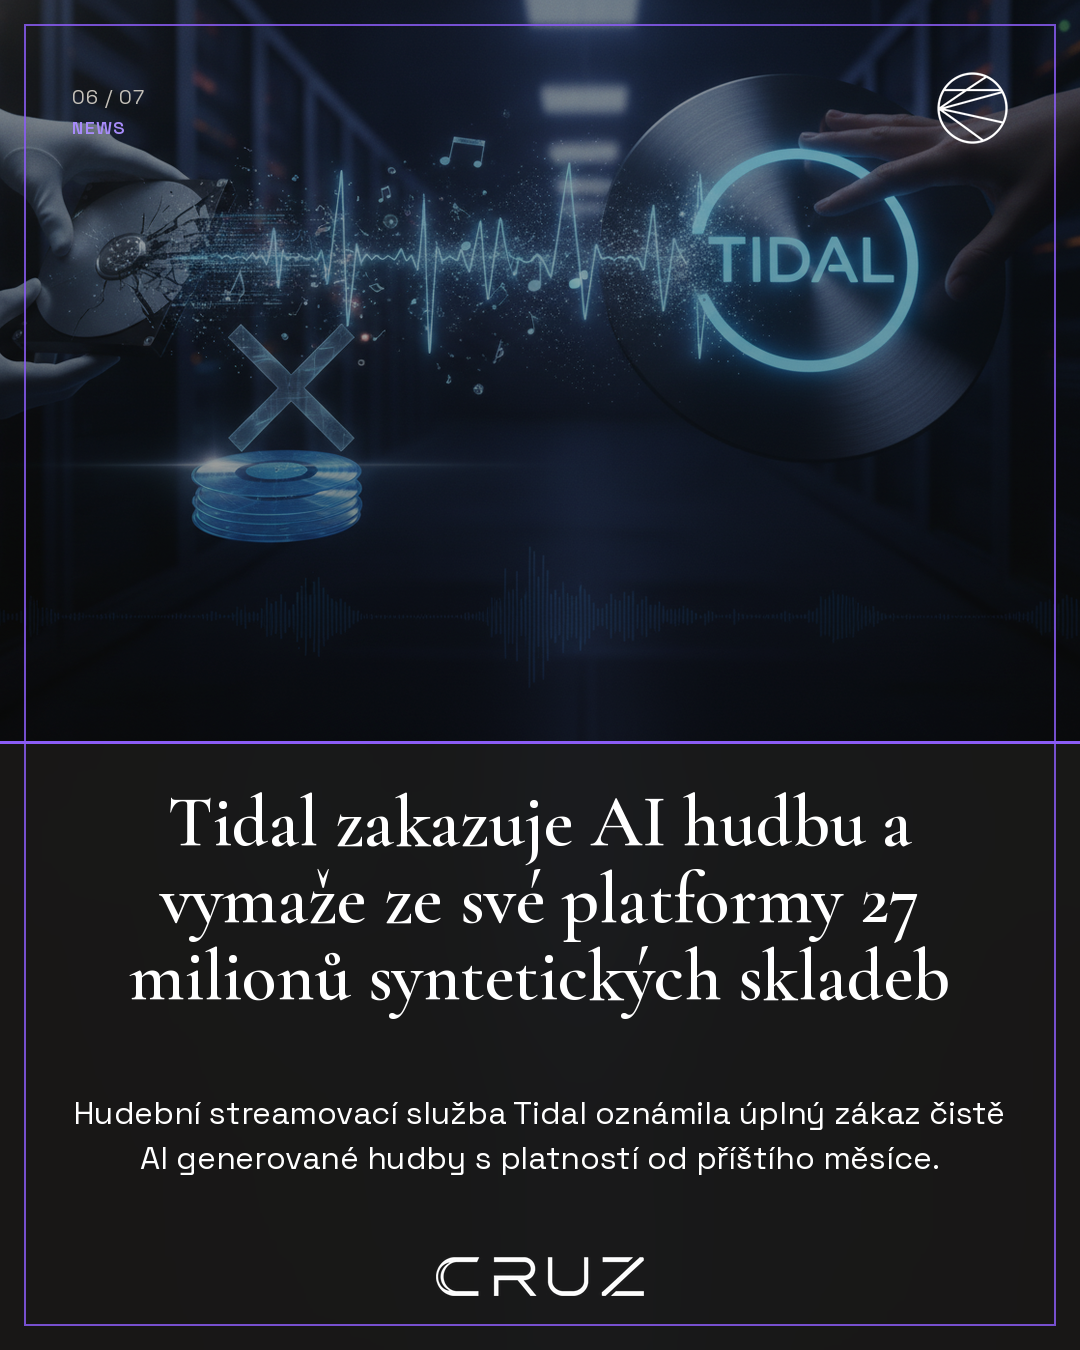 06 / 07
NEWS
TIDAL
Tidal zakazuje AI hudbu a
vymaže ze své platformy 27
milionů syntetických skladeb
Hudební streamovací služba Tidal oznámila úplný zákaz čistě
AI generované hudby s platností od příštího měsíce.
CRUZ